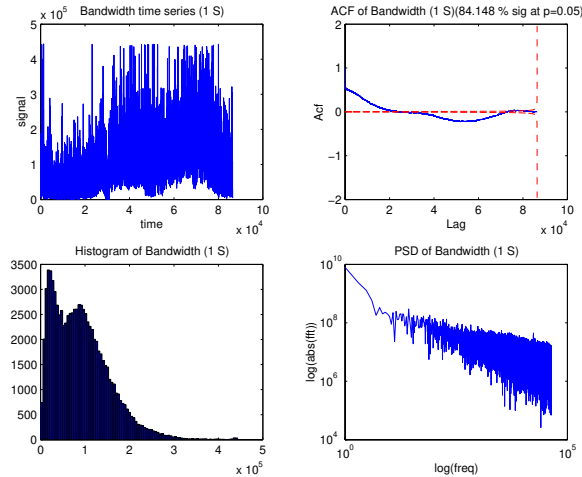 Bandwidth time series (1 S)
x 10^5
5
4
3
2
1
0
signal
0 2 4 6 8 10
time
x 10^4
ACF of Bandwidth (1 S)(84.148 % sig at p=0.05)
2
1
0
−1
−2
Acf
0 2 4 6 8 10
Lag
x 10^4
Histogram of Bandwidth (1 S)
3500
3000
2500
2000
1500
1000
500
0
0 1 2 3 4 5
x 10^5
PSD of Bandwidth (1 S)
10^10
10^8
10^6
10^4
log(abs(fft))
10^0 10^5
log(freq)